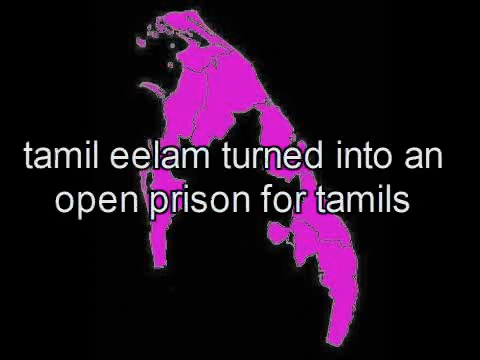 tamil eelam turned into an
open prison for tamils